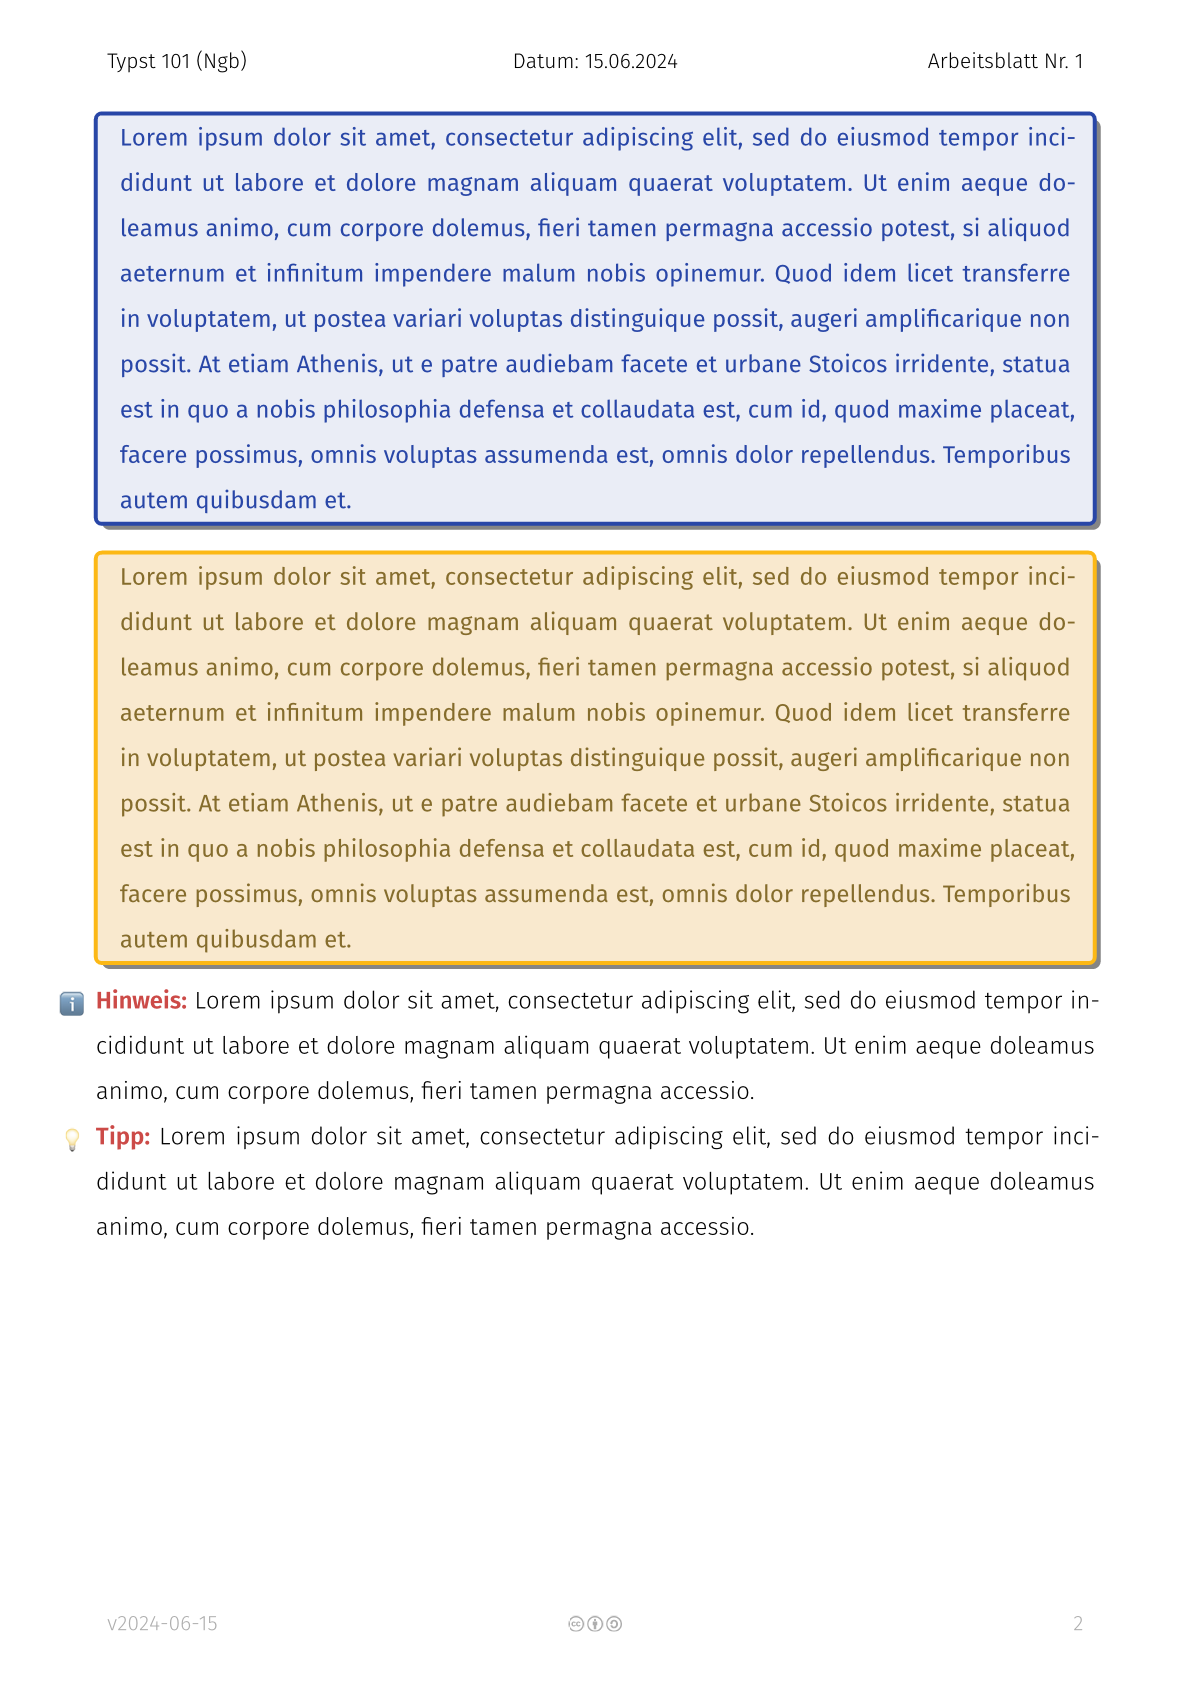 Typst 101 (Ngb) Datum: 15.06.2024 Arbeitsblatt Nr. 1
Lorem ipsum dolor sit amet, consectetur adipiscing elit, sed do eiusmod tempor inci-
didunt ut labore et dolore magnam aliquam quaerat voluptatem. Ut enim aeque do-
leamus animo, cum corpore dolemus, fieri tamen permagna accessio potest, si aliquod
aeternum et infinitum impendere malum nobis opinemur. Quod idem licet transferre
in voluptatem, ut postea variari voluptas distinguique possit, augeri amplificarique non
possit. At etiam Athenis, ut e patre audiebam facete et urbane Stoicos irridente, statua
est in quo a nobis philosophia defensa et collaudata est, cum id, quod maxime placeat,
facere possimus, omnis voluptas assumenda est, omnis dolor repellendus. Temporibus
autem quibusdam et.
Lorem ipsum dolor sit amet, consectetur adipiscing elit, sed do eiusmod tempor inci-
didunt ut labore et dolore magnam aliquam quaerat voluptatem. Ut enim aeque do-
leamus animo, cum corpore dolemus, fieri tamen permagna accessio potest, si aliquod
aeternum et infinitum impendere malum nobis opinemur. Quod idem licet transferre
in voluptatem, ut postea variari voluptas distinguique possit, augeri amplificarique non
possit. At etiam Athenis, ut e patre audiebam facete et urbane Stoicos irridente, statua
est in quo a nobis philosophia defensa et collaudata est, cum id, quod maxime placeat,
facere possimus, omnis voluptas assumenda est, omnis dolor repellendus. Temporibus
autem quibusdam et.
Hinweis: Lorem ipsum dolor sit amet, consectetur adipiscing elit, sed do eiusmod tempor in-
cididunt ut labore et dolore magnam aliquam quaerat voluptatem. Ut enim aeque doleamus
animo, cum corpore dolemus, fieri tamen permagna accessio.
Tipp: Lorem ipsum dolor sit amet, consectetur adipiscing elit, sed do eiusmod tempor inci-
didunt ut labore et dolore magnam aliquam quaerat voluptatem. Ut enim aeque doleamus
animo, cum corpore dolemus, fieri tamen permagna accessio.
v2024-06-15 2